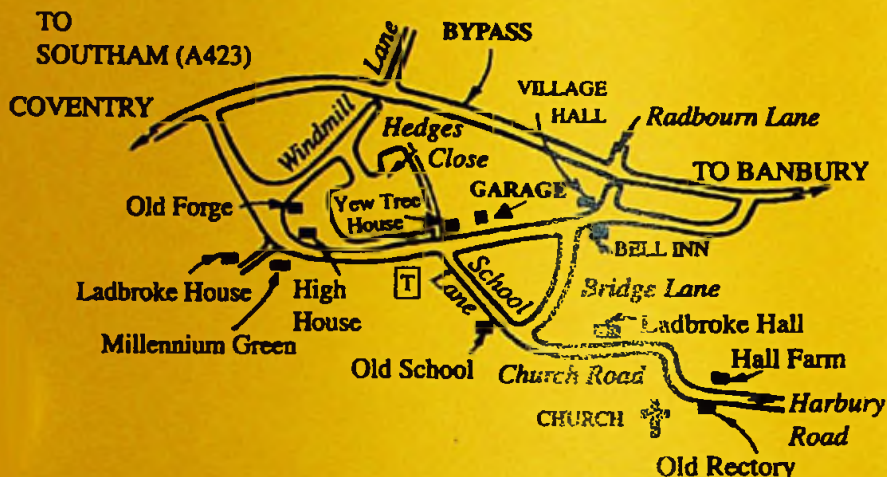 TO
SOUTHAM (A423)
COVENTRY
Lane
BYPASS
VILLAGE
HALL
Radbourn Lane
Windmill
Hedges
Close
TO BANBURY
Old Forge
Yew Tree
House
GARAGE
BELL INN
Ladbroke House
High
House
T
School
Lane
Bridge Lane
Millennium Green
Ladbroke Hall
Old School
Church Road
Hall Farm
CHURCH
Harbury
Road
Old Rectory